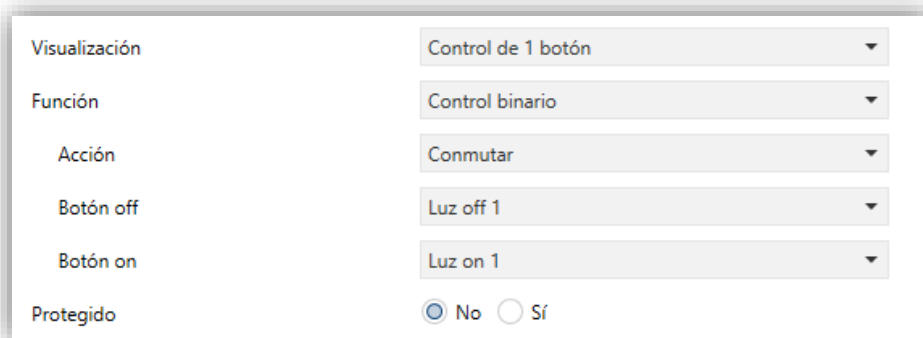 Visualización Control de 1 botón
Función Control binario
Acción Conmutar
Botón off Luz off 1
Botón on Luz on 1
Protegido No Sí